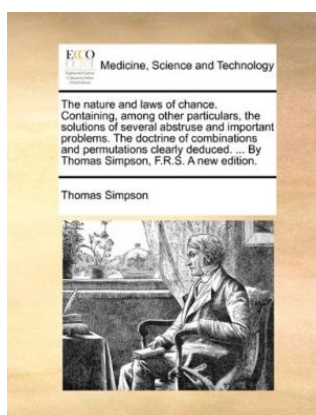 ECCO
Eighteenth Century
Collections Online
Print Editions
Medicine, Science and Technology
The nature and laws of chance.
Containing, among other particulars, the
solutions of several abstruse and important
problems. The doctrine of combinations
and permutations clearly deduced. ... By
Thomas Simpson, F.R.S. A new edition.
Thomas Simpson